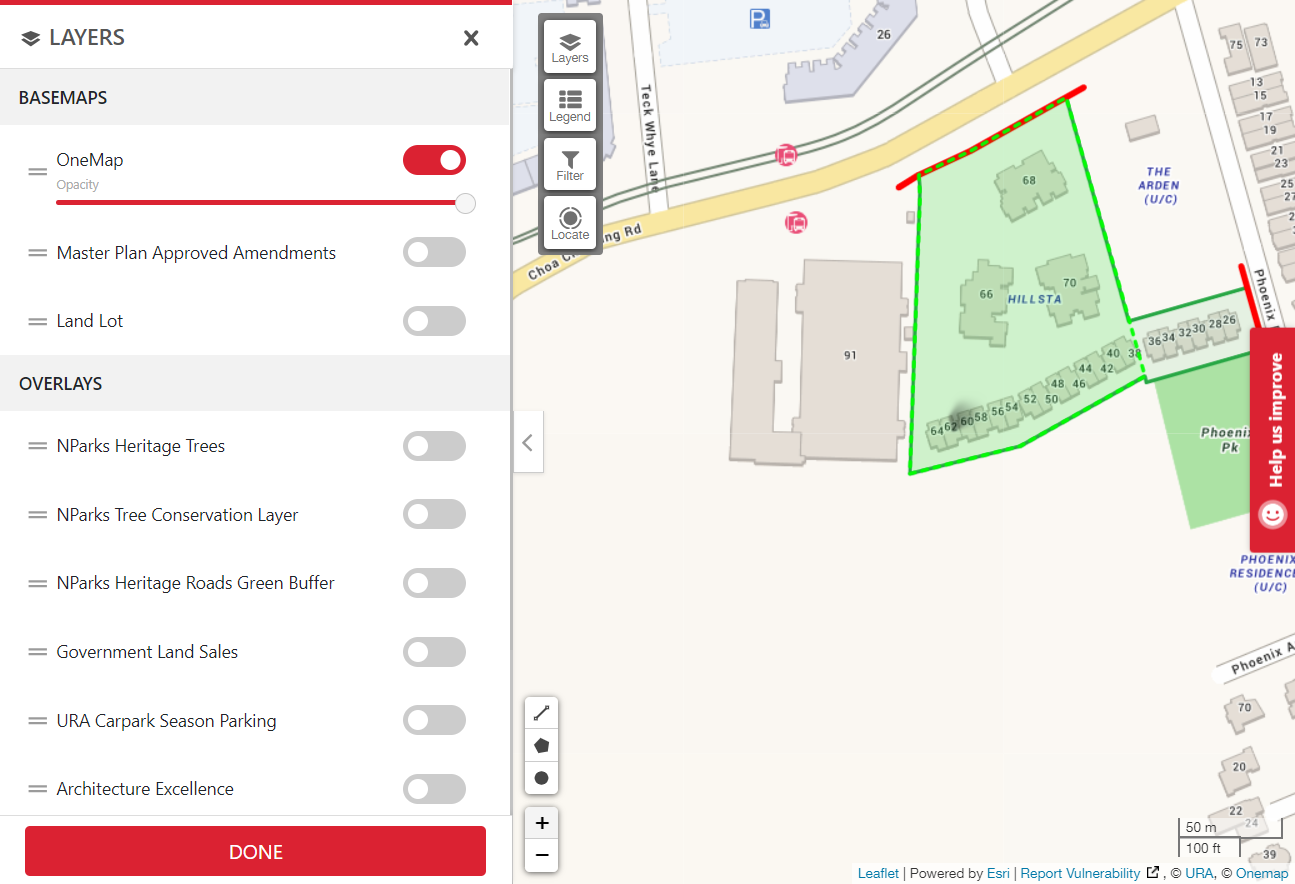 LAYERS
BASEMAPS
OneMap
Opacity
Master Plan Approved Amendments
Land Lot
OVERLAYS
NParks Heritage Trees
NParks Tree Conservation Layer
NParks Heritage Roads Green Buffer
Government Land Sales
URA Carpark Season Parking
Architecture Excellence
DONE
Layers
Legend
Filter
Locate
P
26
Teck Whye Lane
75
73
13
15
17
19
21
23
25
27
THE
ARDEN
(U/C)
68
66
70
HILLSTA
91
36 34 32 30 28 26
40 38
44 42
48 46
52 50
56 54
64 62 60 58
Phoenix
Pk
Help us improve
PHOENIX
RESIDENCE
(U/C)
Phoenix A
70
20
22
24
39
+
−
50 m
100 ft
Leaflet | Powered by Esri | Report Vulnerability , © URA, © Onemap